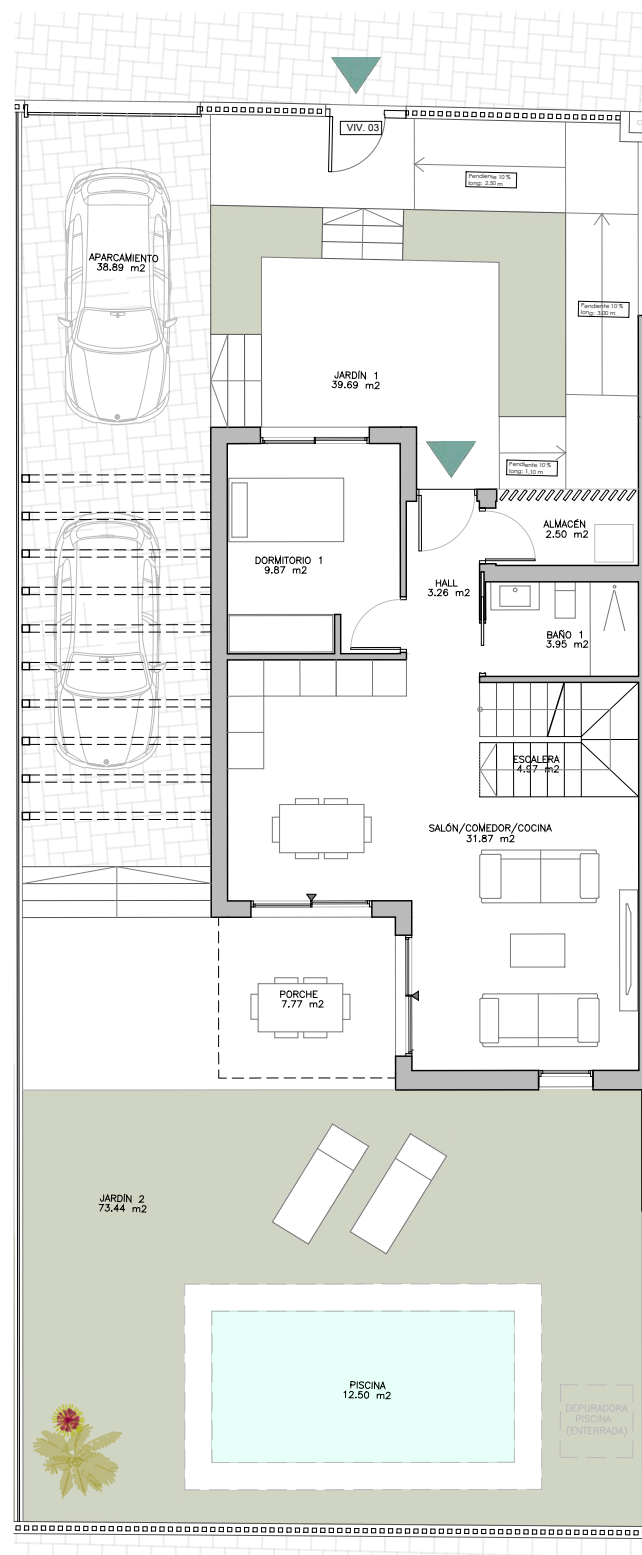 VIV. 03
Pendiente 10 %
long: 2.30 m
APARCAMIENTO
38.89 m2
Pendiente 10 %
long: 3.00 m
JARDÍN 1
39.69 m2
Pendiente 10 %
long: 1.10 m
ALMACÉN
2.50 m2
DORMITORIO 1
9.87 m2
HALL
3.26 m2
BAÑO 1
3.95 m2
ESCALERA
4.97 m2
SALÓN/COMEDOR/COCINA
31.87 m2
PORCHE
7.77 m2
JARDÍN 2
73.44 m2
PISCINA
12.50 m2
DEPURADORA
PISCINA
(ENTERRADA)